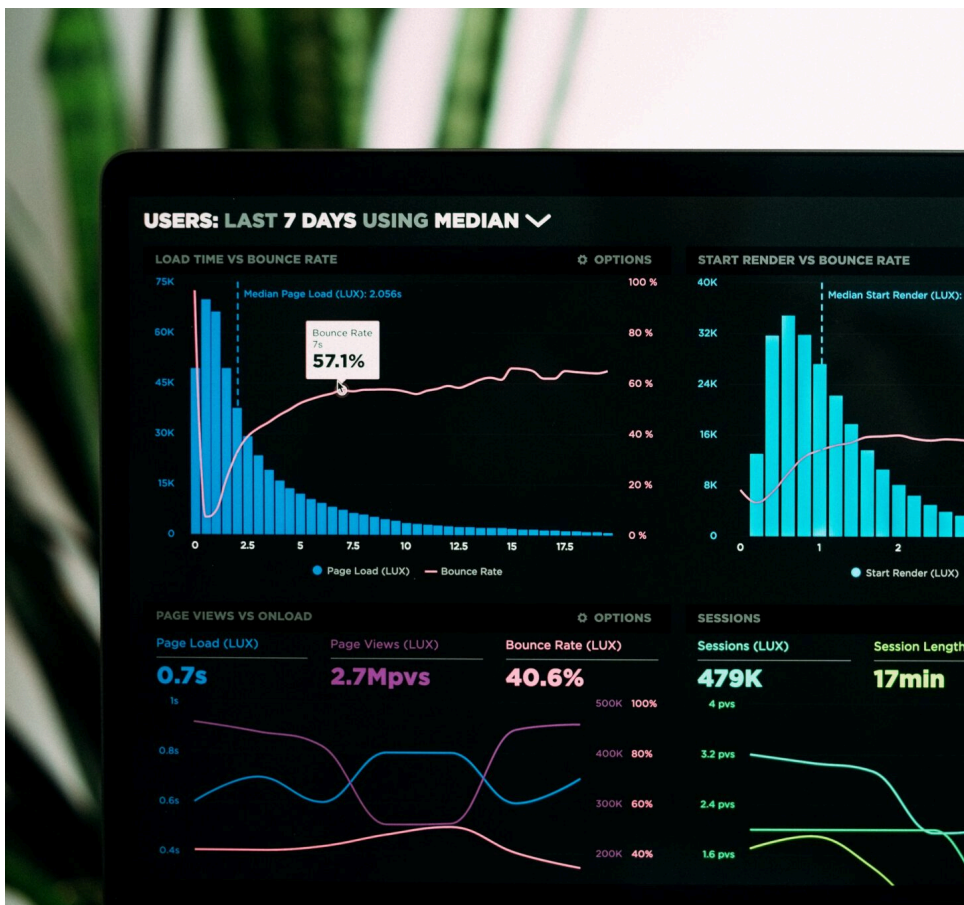 USERS: LAST 7 DAYS USING MEDIAN
LOAD TIME VS BOUNCE RATE
OPTIONS
75K
60K
45K
30K
15K
0
Median Page Load (LUX): 2.056s
Bounce Rate
7s
57.1%
100 %
80 %
60 %
40 %
20 %
0 %
0 2.5 5 7.5 10 12.5 15 17.5
Page Load (LUX) Bounce Rate
START RENDER VS BOUNCE RATE
40K
32K
24K
16K
8K
0
Median Start Render (LUX):
0 1 2
Start Render (LUX)
PAGE VIEWS VS ONLOAD
OPTIONS
Page Load (LUX)
0.7s
Page Views (LUX)
2.7Mpvs
Bounce Rate (LUX)
40.6%
1s
0.8s
0.6s
0.4s
500K 100%
400K 80%
300K 60%
200K 40%
SESSIONS
Sessions (LUX)
479K
Session Length
17min
4 pvs
3.2 pvs
2.4 pvs
1.6 pvs